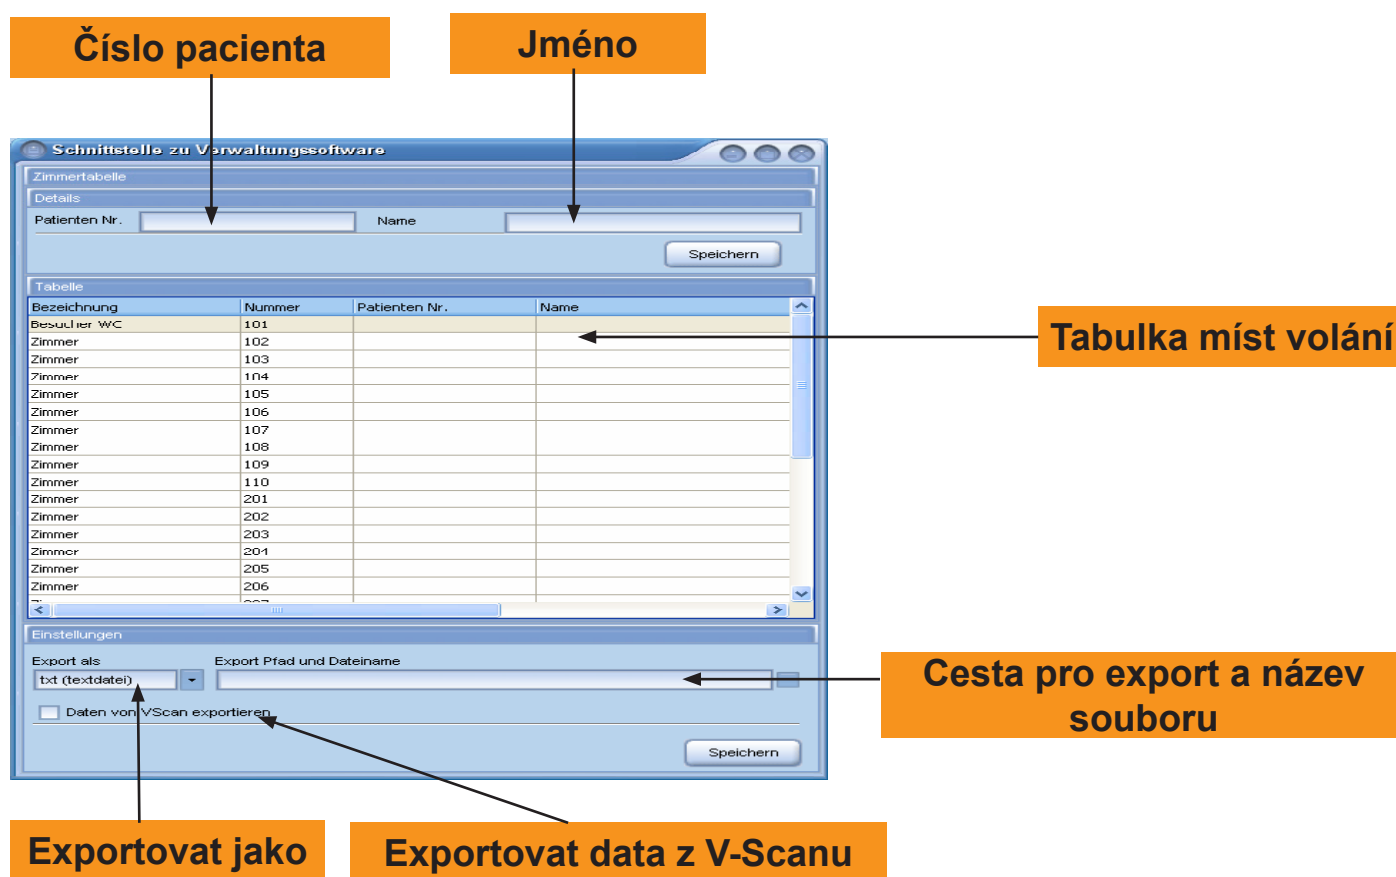 Číslo pacienta
Jméno
Schnittstelle zu Verwaltungssoftware
Zimmertabelle
Details
Patienten Nr. Name
Speichern
Tabelle
Bezeichnung Nummer Patienten Nr. Name
Besucher WC 101
Zimmer 102
Zimmer 103
Zimmer 104
Zimmer 105
Zimmer 106
Zimmer 107
Zimmer 108
Zimmer 109
Zimmer 110
Zimmer 201
Zimmer 202
Zimmer 203
Zimmer 204
Zimmer 205
Zimmer 206
Tabulka míst volání
Einstellungen
Export als Export Pfad und Dateiname
txt (textdatei)
Daten von VScan exportieren
Speichern
Cesta pro export a název
souboru
Exportovat jako
Exportovat data z V-Scanu